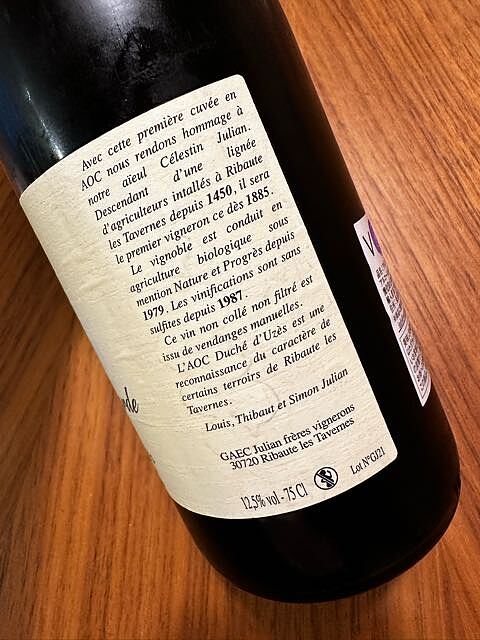 Avec cette première cuvée en
AOC nous rendons hommage à
notre aïeul Célestin Julian.
Descendant d'une lignée
d'agriculteurs intallés à Ribaute
les Tavernes depuis 1450, il sera
le premier vigneron ce dès 1885.
Le vignoble est conduit en
agriculture biologique sous
mention Nature et Progrès depuis
1979. Les vinifications sont sans
sulfites depuis 1987.
Ce vin non collé non filtré est
issu de vendanges manuelles.
L'AOC Duché d'Uzès est une
reconnaissance du caractère de
certains terroirs de Ribaute les
Tavernes.
Louis, Thibaut et Simon Julian
GAEC Julian frères vignerons
30720 Ribaute les Tavernes
12,5% vol - 75 Cl
Lot N°GJ21